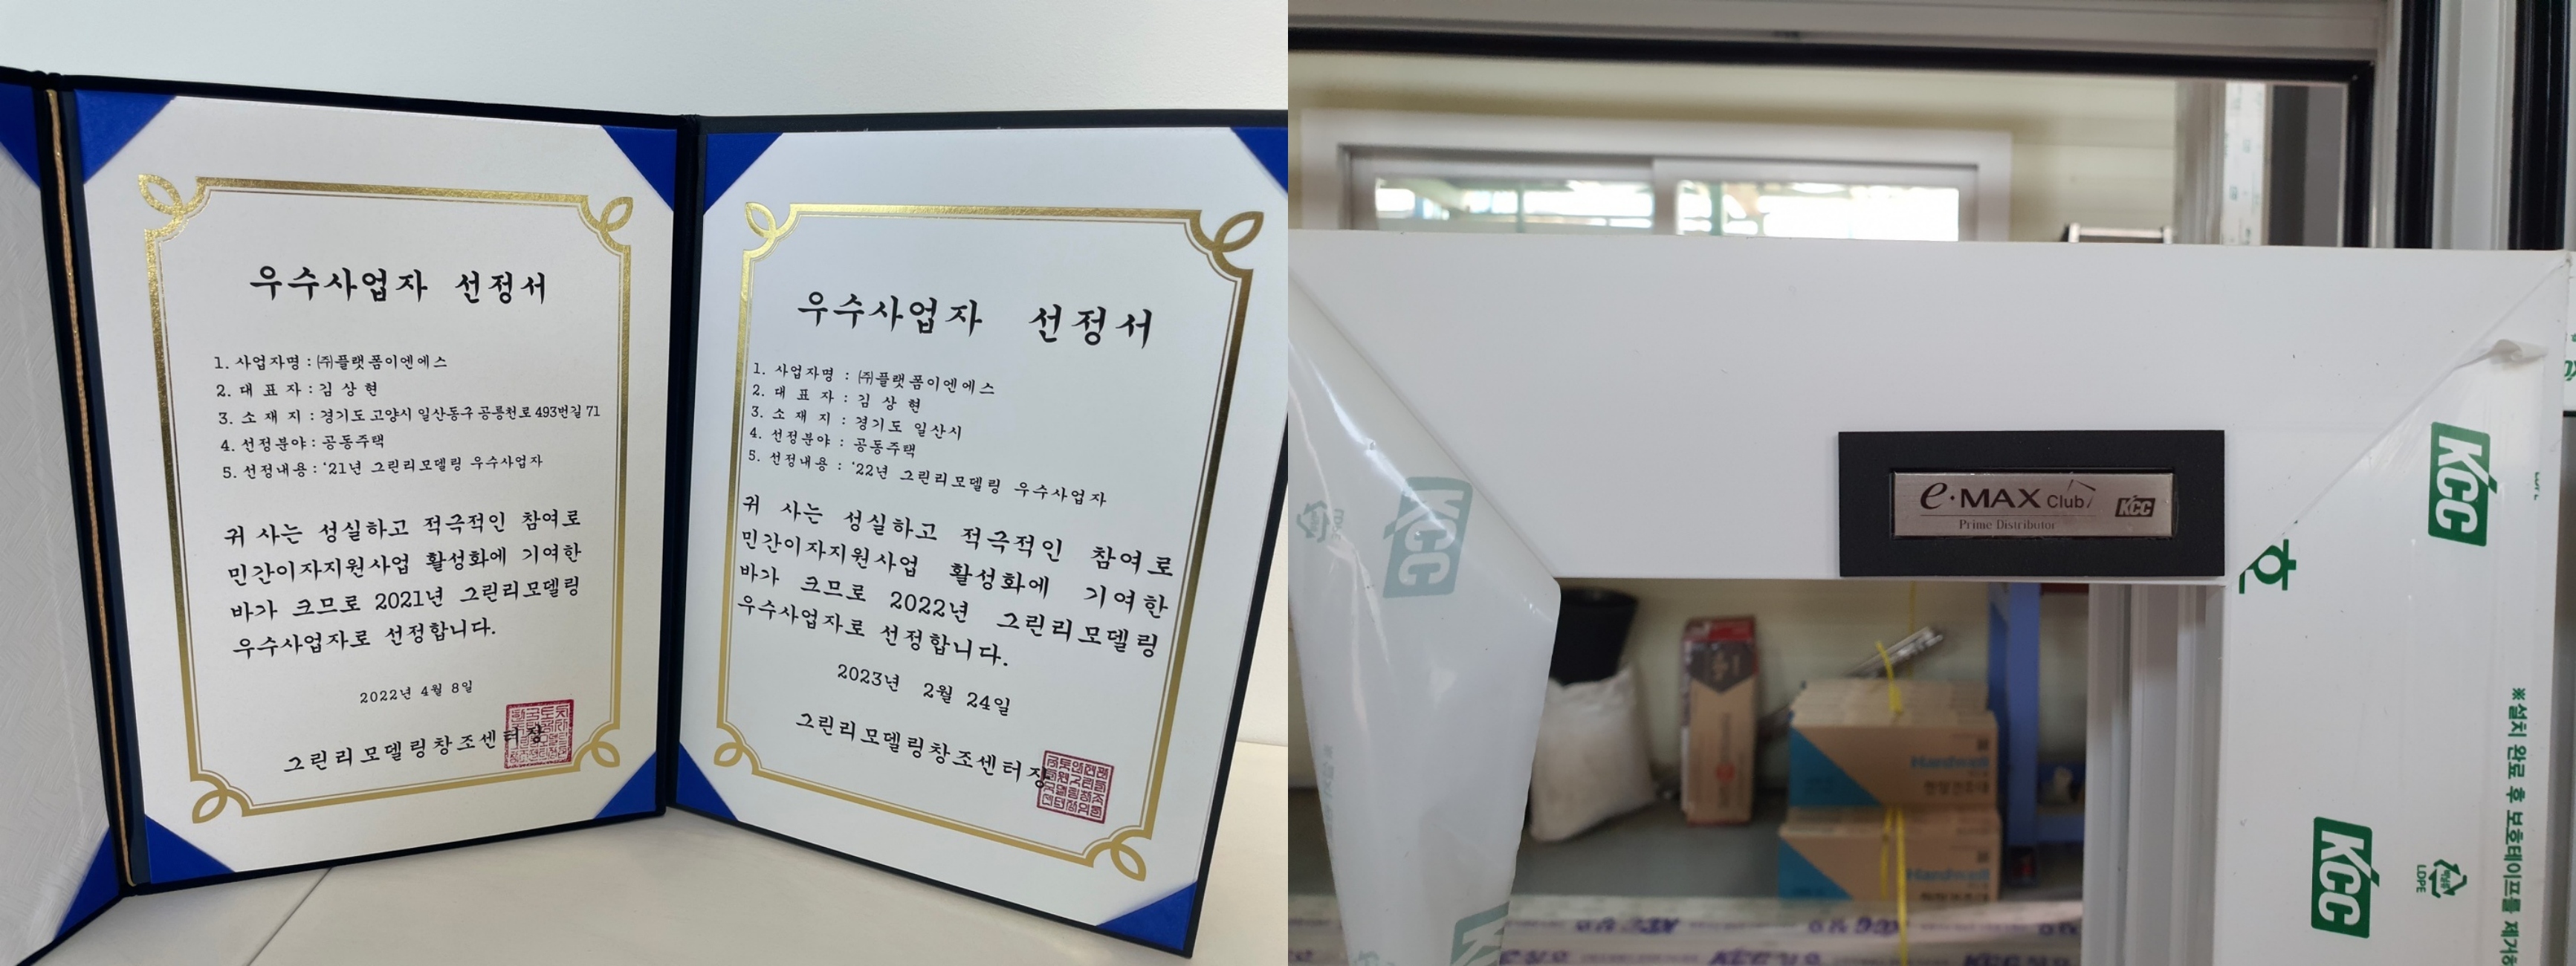 우수사업자 선정서
1. 사업자명 : ㈜플랫폼이엔에스
2. 대 표 자 : 김 상 현
3. 소 재 지 : 경기도 고양시 일산동구 공릉천로 493번길 71
4. 선정분야 : 공동주택
5. 선정내용 : '21년 그린리모델링 우수사업자
귀 사는 성실하고 적극적인 참여로
민간이자지원사업 활성화에 기여한
바가 크므로 2021년 그린리모델링
우수사업자로 선정합니다.
2022년 4월 8일
그린리모델링창조센터장
우수사업자 선정서
1. 사업자명 : ㈜플랫폼이엔에스
2. 대 표 자 : 김 상 현
3. 소 재 지 : 경기도 일산시
4. 선정분야 : 공동주택
5. 선정내용 : '22년 그린리모델링 우수사업자
귀 사는 성실하고 적극적인 참여로
민간이자지원사업 활성화에 기여한
바가 크므로 2022년 그린리모델링
우수사업자로 선정합니다.
2023년 2월 24일
그린리모델링창조센터장
e·MAX Club KCC
Prime Distributor
KCC
KCC
KCC
LDPE
※설치 완료 후 보호테이프를 제거
Hardwell
Hardwell